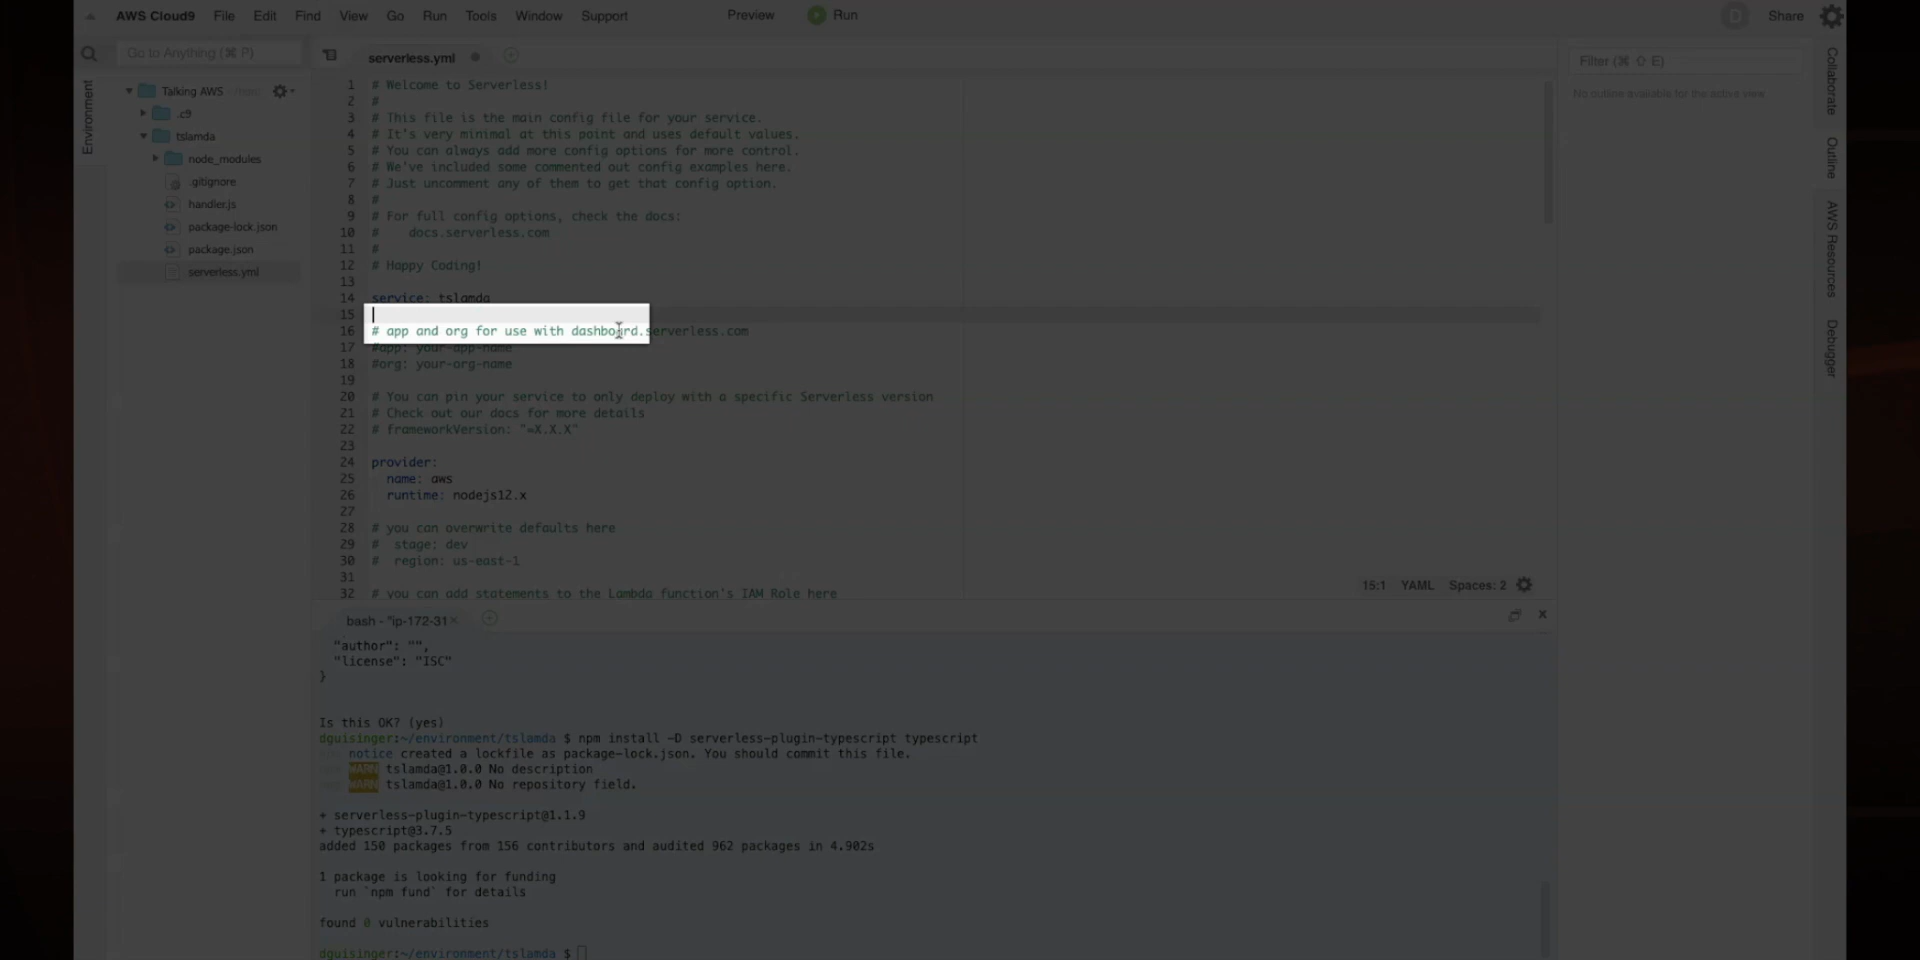 AWS Cloud9 File Edit Find View Go Run Tools Window Support Preview Run D Share
Go to Anything (⌘ P)
serverless.yml
Filter (⌘ ⇧ E)
No outline available for the active view
Environment
Talking AWS
.c9
tslamda
node_modules
.gitignore
handler.js
package-lock.json
package.json
serverless.yml
Collaborate
Outline
AWS Resources
Debugger
1 # Welcome to Serverless!
2 #
3 # This file is the main config file for your service.
4 # It's very minimal at this point and uses default values.
5 # You can always add more config options for more control.
6 # We've included some commented out config examples here.
7 # Just uncomment any of them to get that config option.
8 #
9 # For full config options, check the docs:
10 #    docs.serverless.com
11 #
12 # Happy Coding!
13
14 service: tslamda
15
16 # app and org for use with dashboard.serverless.com
17 #app: your-app-name
18 #org: your-org-name
19
20 # You can pin your service to only deploy with a specific Serverless version
21 # Check out our docs for more details
22 # frameworkVersion: "=X.X.X"
23
24 provider:
25   name: aws
26   runtime: nodejs12.x
27
28 # you can overwrite defaults here
29 #  stage: dev
30 #  region: us-east-1
31
32 # you can add statements to the Lambda function's IAM Role here
15:1 YAML Spaces: 2
bash - "ip-172-31
"author": "",
"license": "ISC"
}
Is this OK? (yes)
dguisinger:~/environment/tslamda $ npm install -D serverless-plugin-typescript typescript
notice created a lockfile as package-lock.json. You should commit this file.
WARN tslamda@1.0.0 No description
WARN tslamda@1.0.0 No repository field.
+ serverless-plugin-typescript@1.1.9
+ typescript@3.7.5
added 150 packages from 156 contributors and audited 962 packages in 4.902s
1 package is looking for funding
run `npm fund` for details
found 0 vulnerabilities
dguisinger:~/environment/tslamda $